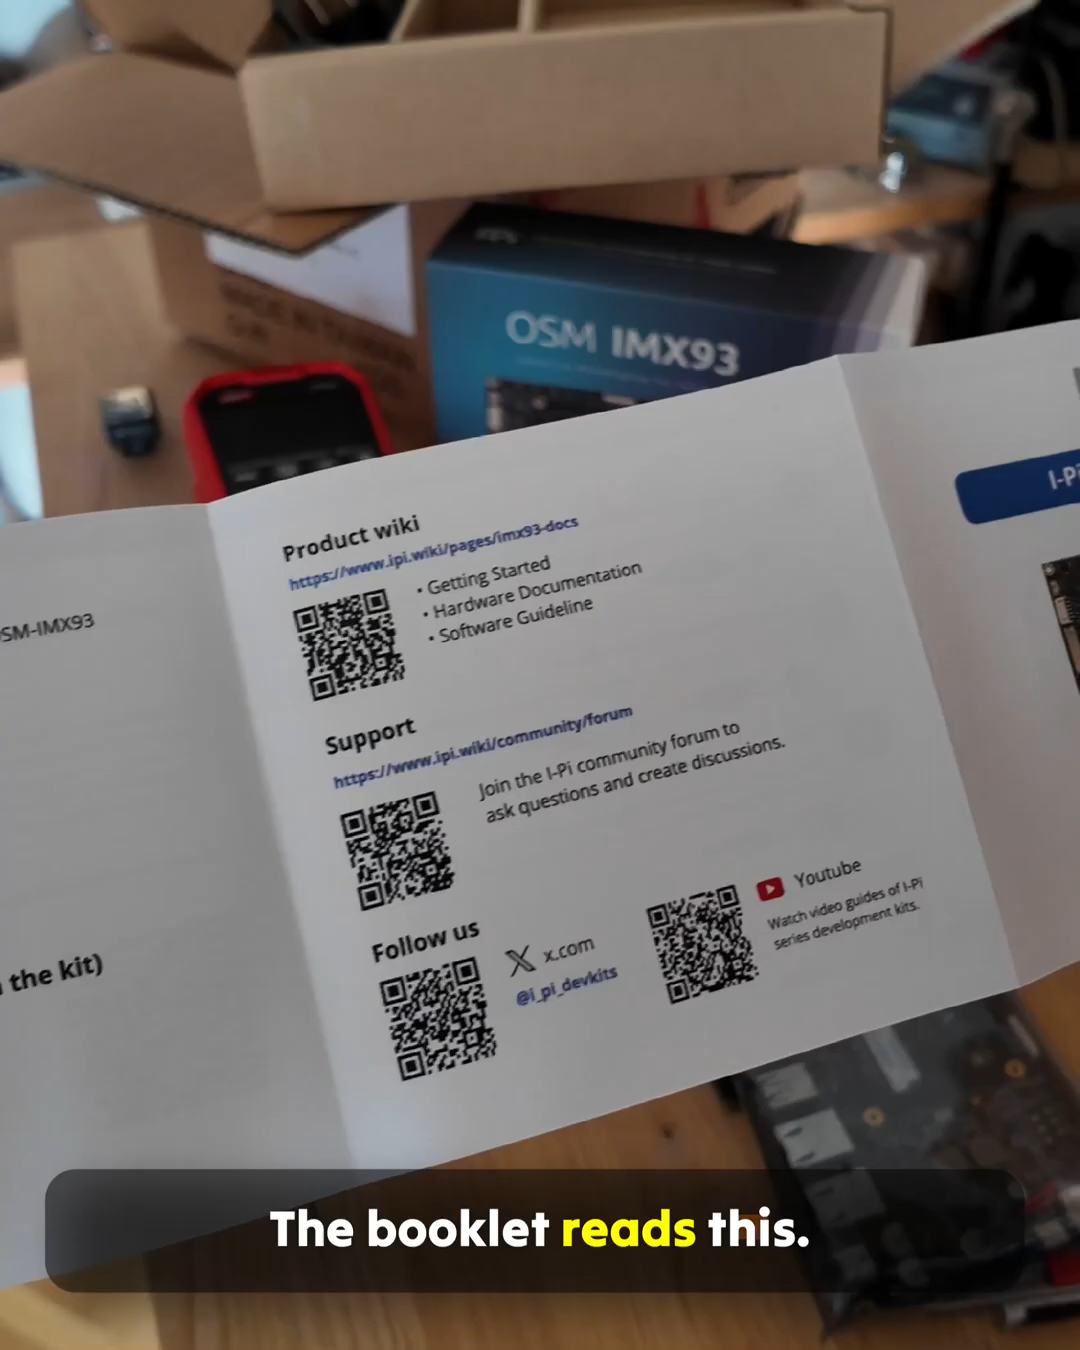 OSM IMX93
I-Pi
Product wiki
https://www.ipi.wiki/pages/imx93-docs
• Getting Started
• Hardware Documentation
• Software Guideline
SM-IMX93
Support
https://www.ipi.wiki/community/forum
Join the I-Pi community forum to
ask questions and create discussions.
the kit)
Follow us
x.com
@i_pi_devkits
Youtube
Watch video guides of I-Pi
series development kits.
The booklet reads this.